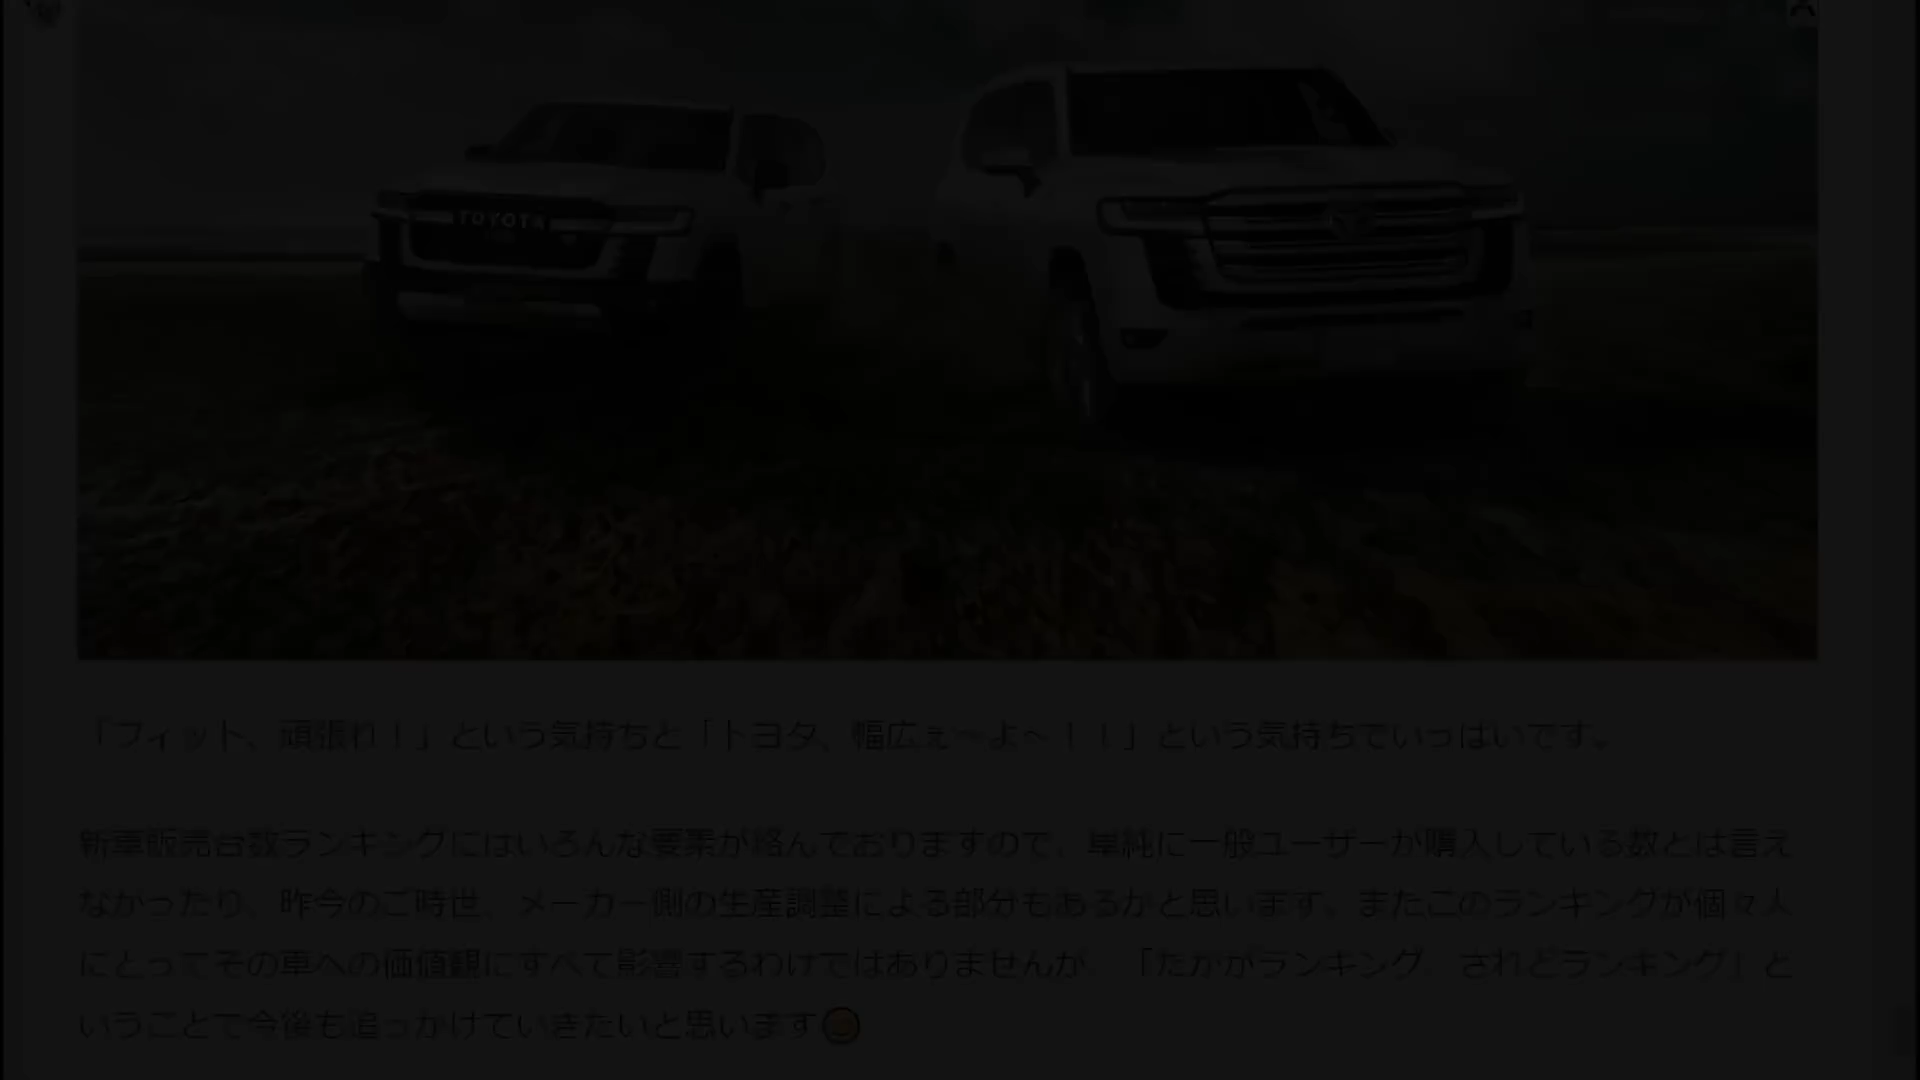 TOYOTA
「フィット、頑張れ！」という気持ちと「トヨタ、幅広ぇ〜よ〜！！」という気持ちでいっぱいです。
新車販売台数ランキングにはいろんな要素が絡んでおりますので、単純に一般ユーザーが購入している数とは言え
なかったり、昨今のご時世、メーカー側の生産調整による部分もあるかと思います。またこのランキングが個々人
にとってその車への価値観にすべて影響するわけではありませんが、「たかがランキング、されどランキング」と
いうことで今後も追っかけていきたいと思います